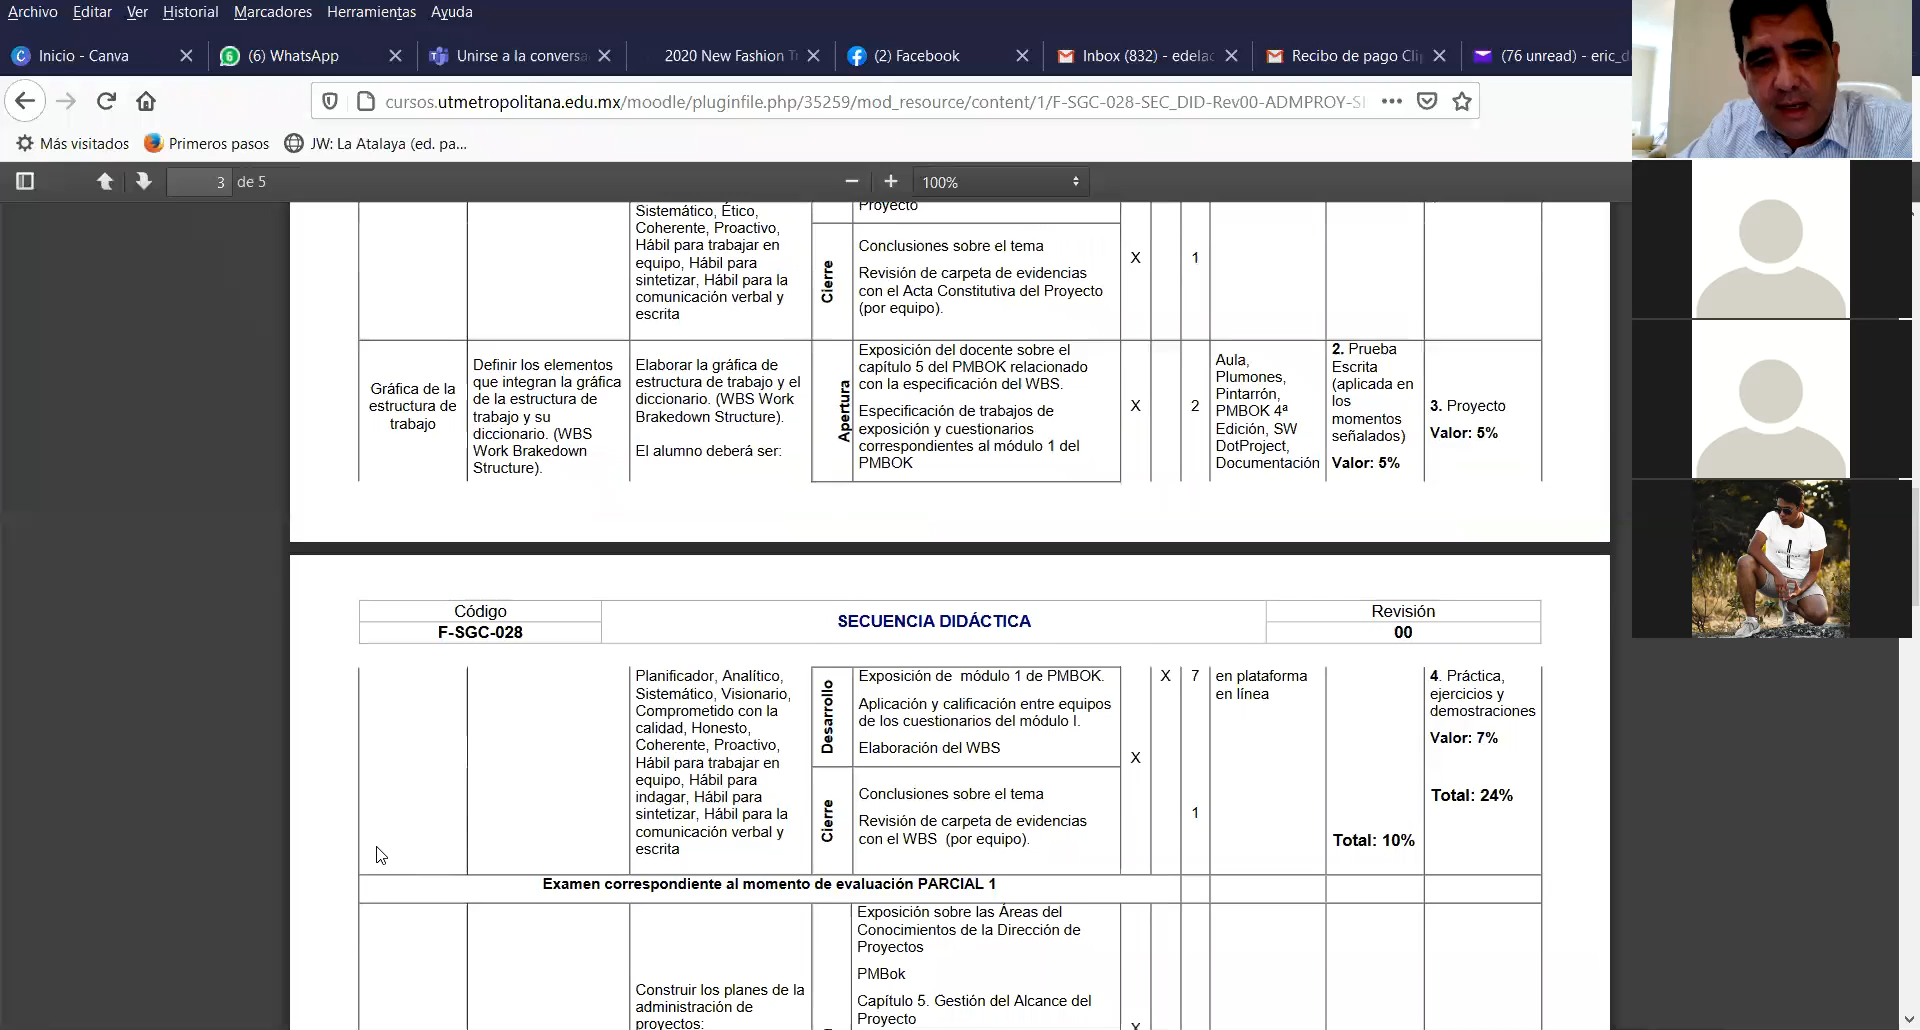 Archivo Editar Ver Historial Marcadores Herramientas Ayuda
Inicio - Canva
(6) WhatsApp
Unirse a la conversa
2020 New Fashion T
(2) Facebook
Inbox (832) - edelac
Recibo de pago Cli
(76 unread) - eric_d
cursos.utmetropolitana.edu.mx/moodle/pluginfile.php/35259/mod_resource/content/1/F-SGC-028-SEC_DID-Rev00-ADMPROY-SI
Más visitados
Primeros pasos
JW: La Atalaya (ed. pa...
3 de 5
100%
Sistemático, Ético,
Coherente, Proactivo,
Hábil para trabajar en
equipo, Hábil para
sintetizar, Hábil para la
comunicación verbal y
escrita
Proyecto
Cierre
Conclusiones sobre el tema
Revisión de carpeta de evidencias
con el Acta Constitutiva del Proyecto
(por equipo).
X
1
Gráfica de la
estructura de
trabajo
Definir los elementos
que integran la gráfica
de la estructura de
trabajo y su
diccionario. (WBS
Work Brakedown
Structure).
Elaborar la gráfica de
estructura de trabajo y el
diccionario. (WBS Work
Brakedown Structure).
El alumno deberá ser:
Apertura
Exposición del docente sobre el
capítulo 5 del PMBOK relacionado
con la especificación del WBS.
Especificación de trabajos de
exposición y cuestionarios
correspondientes al módulo 1 del
PMBOK
X
2
Aula,
Plumones,
Pintarrón,
PMBOK 4ª
Edición, SW
DotProject,
Documentación
2. Prueba
Escrita
(aplicada en
los
momentos
señalados)
Valor: 5%
3. Proyecto
Valor: 5%
Código
F-SGC-028
SECUENCIA DIDÁCTICA
Revisión
00
Planificador, Analítico,
Sistemático, Visionario,
Comprometido con la
calidad, Honesto,
Coherente, Proactivo,
Hábil para trabajar en
equipo, Hábil para
indagar, Hábil para
sintetizar, Hábil para la
comunicación verbal y
escrita
Desarrollo
Exposición de módulo 1 de PMBOK.
Aplicación y calificación entre equipos
de los cuestionarios del módulo I.
Elaboración del WBS
X
X
7
en plataforma
en línea
4. Práctica,
ejercicios y
demostraciones
Valor: 7%
Total: 24%
Cierre
Conclusiones sobre el tema
Revisión de carpeta de evidencias
con el WBS (por equipo).
1
Total: 10%
Examen correspondiente al momento de evaluación PARCIAL 1
Construir los planes de la
administración de
proyectos:
Exposición sobre las Áreas del
Conocimientos de la Dirección de
Proyectos
PMBok
Capítulo 5. Gestión del Alcance del
Proyecto
X